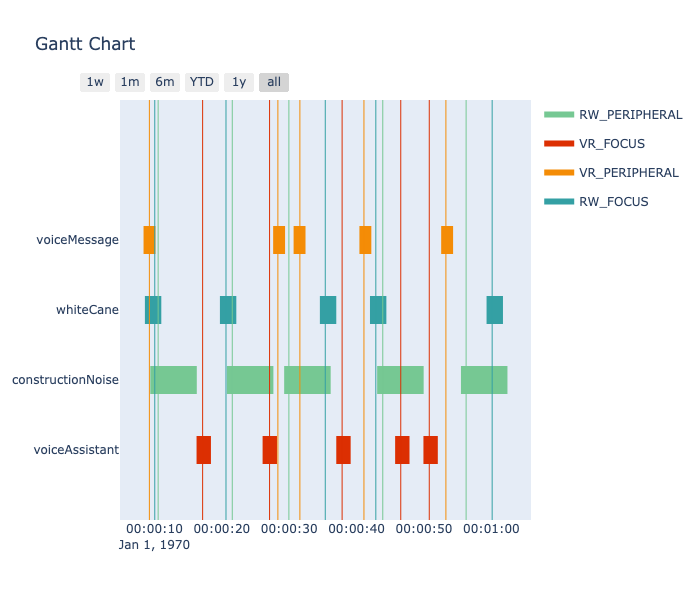 Gantt Chart
1w 1m 6m YTD 1y all
RW_PERIPHERAL
VR_FOCUS
VR_PERIPHERAL
RW_FOCUS
voiceMessage
whiteCane
constructionNoise
voiceAssistant
00:00:10 00:00:20 00:00:30 00:00:40 00:00:50 00:01:00
Jan 1, 1970